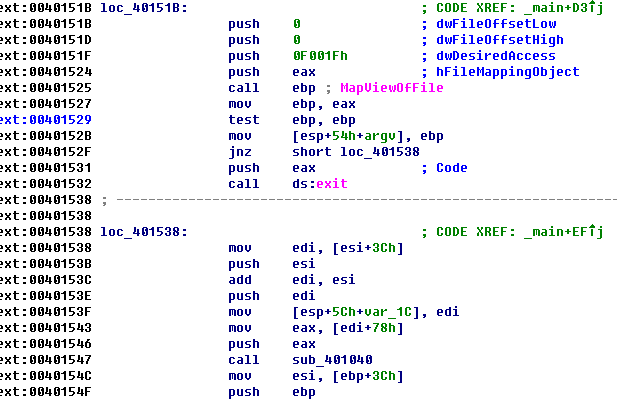 ext:0040151B loc_40151B: ; CODE XREF: _main+D3↑j
ext:0040151B push 0 ; dwFileOffsetLow
ext:0040151D push 0 ; dwFileOffsetHigh
ext:0040151F push 0F001Fh ; dwDesiredAccess
ext:00401524 push eax ; hFileMappingObject
ext:00401525 call ebp ; MapViewOfFile
ext:00401527 mov ebp, eax
ext:00401529 test ebp, ebp
ext:0040152B mov [esp+54h+argv], ebp
ext:0040152F jnz short loc_401538
ext:00401531 push eax ; Code
ext:00401532 call ds:exit
ext:00401538 ; ---------------------------------------------------------------------------
ext:00401538
ext:00401538 loc_401538: ; CODE XREF: _main+EF↑j
ext:00401538 mov edi, [esi+3Ch]
ext:0040153B push esi
ext:0040153C add edi, esi
ext:0040153E push edi
ext:0040153F mov [esp+5Ch+var_1C], edi
ext:00401543 mov eax, [edi+78h]
ext:00401546 push eax
ext:00401547 call sub_401040
ext:0040154C mov esi, [ebp+3Ch]
ext:0040154F push ebp